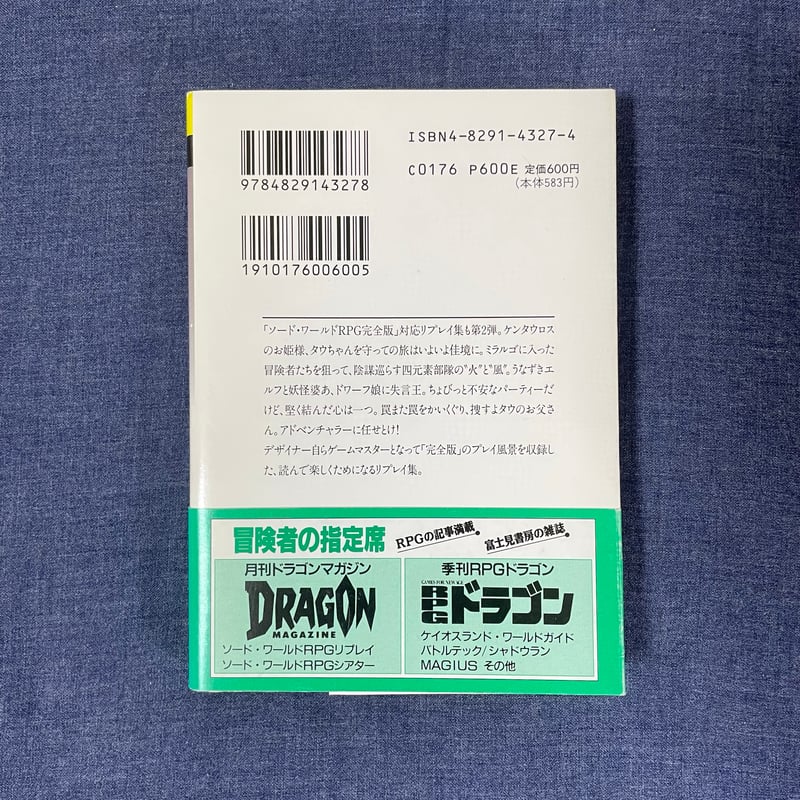 ISBN4-8291-4327-4
9784829143278
C0176 P600E 定価600円
(本体583円)
1910176006005
「ソード・ワールドRPG完全版」対応リプレイ集も第2弾。ケンタウロス
のお姫様、タウちゃんを守っての旅はいよいよ佳境に。ミラルゴに入った
冒険者たちを狙って、陰謀巡らす四元素部隊の〝火〟と〝風〟。うなずきエ
ルフと妖怪婆あ、ドワーフ娘に失言王。ちょびっと不安なパーティーだ
けど、堅く結んだ心は一つ。罠また罠をかいくぐり、捜すよタウのお父さ
ん。アドベンチャラーに任せとけ!
デザイナー自らゲームマスターとなって「完全版」のプレイ風景を収録し
た、読んで楽しくためになるリプレイ集。
冒険者の指定席 RPGの記事満載。 富士見書房の雑誌。
月刊ドラゴンマガジン
DRAGON
MAGAZINE
ソード・ワールドRPGリプレイ
ソード・ワールドRPGシアター
季刊RPGドラゴン
GAMES FOR NEW AGE
RPGドラゴン
ケイオスランド・ワールドガイド
バトルテック/シャドウラン
MAGIUS その他